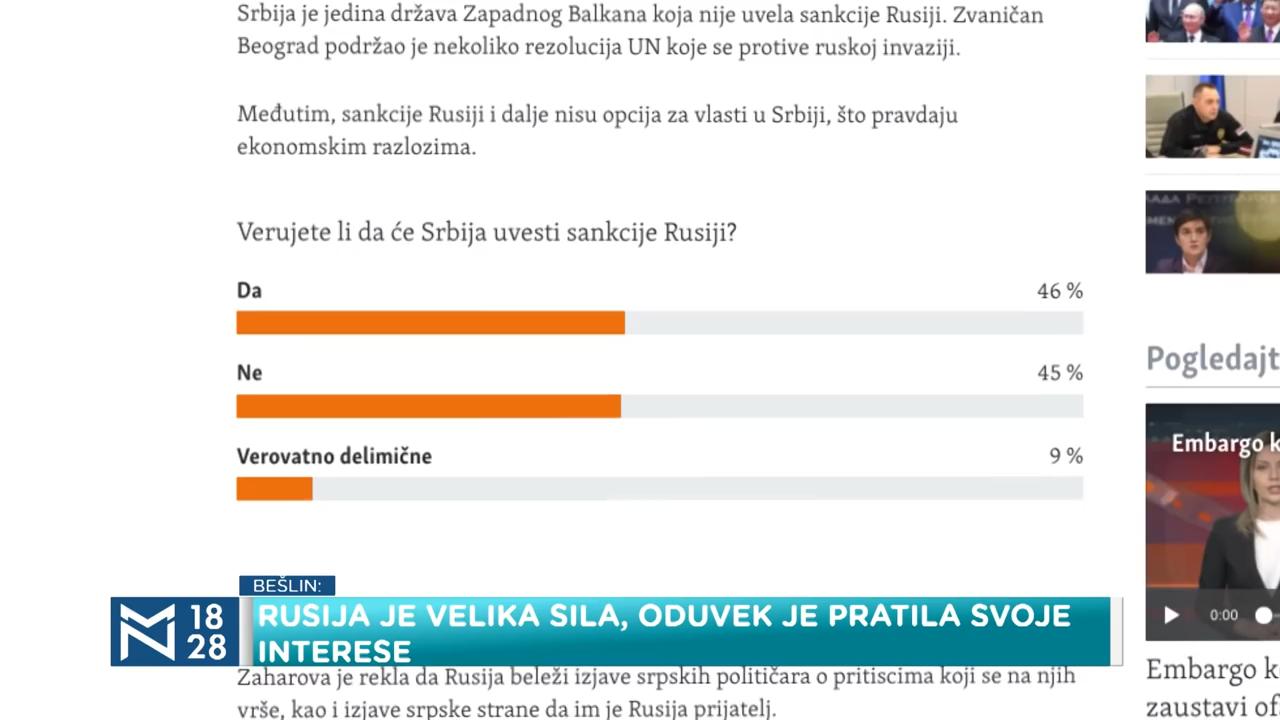 Srbija je jedina država Zapadnog Balkana koja nije uvela sankcije Rusiji. Zvaničan
Beograd podržao je nekoliko rezolucija UN koje se protive ruskoj invaziji.
Međutim, sankcije Rusiji i dalje nisu opcija za vlasti u Srbiji, što pravdaju
ekonomskim razlozima.
Verujete li da će Srbija uvesti sankcije Rusiji?
Da 46 %
Ne 45 %
Verovatno delimične 9 %
Pogledajt
Embargo k
0:00
Embargo k
zaustavi of
BEŠLIN:
18
28
RUSIJA JE VELIKA SILA, ODUVEK JE PRATILA SVOJE
INTERESE
Zaharova je rekla da Rusija beleži izjave srpskih političara o pritiscima koji se na njih
vrše, kao i izjave srpske strane da im je Rusija prijatelj.